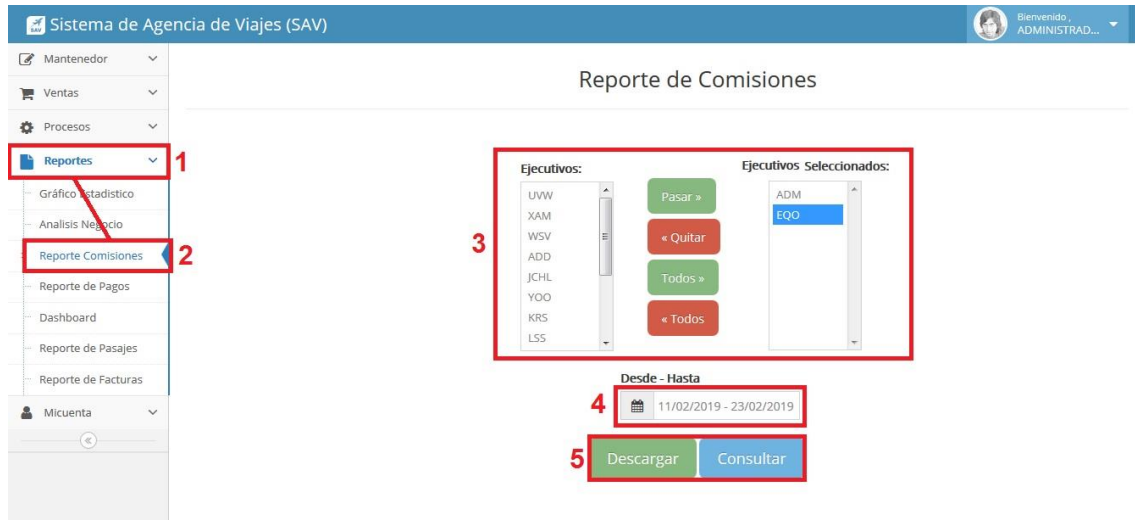 SAV Sistema de Agencia de Viajes (SAV)
Bienvenido ,
ADMINISTRAD...
Mantenedor
Ventas
Procesos
Reportes 1
Gráfico Estadistico
Analisis Negocio
Reporte Comisiones 2
Reporte de Pagos
Dashboard
Reporte de Pasajes
Reporte de Facturas
Micuenta
Reporte de Comisiones
3
Ejecutivos:
UVW
XAM
WSV
ADD
JCHL
YOO
KRS
LSS
Pasar »
« Quitar
Todos »
« Todos
Ejecutivos Seleccionados:
ADM
EQO
Desde - Hasta
4 11/02/2019 - 23/02/2019
5 Descargar Consultar